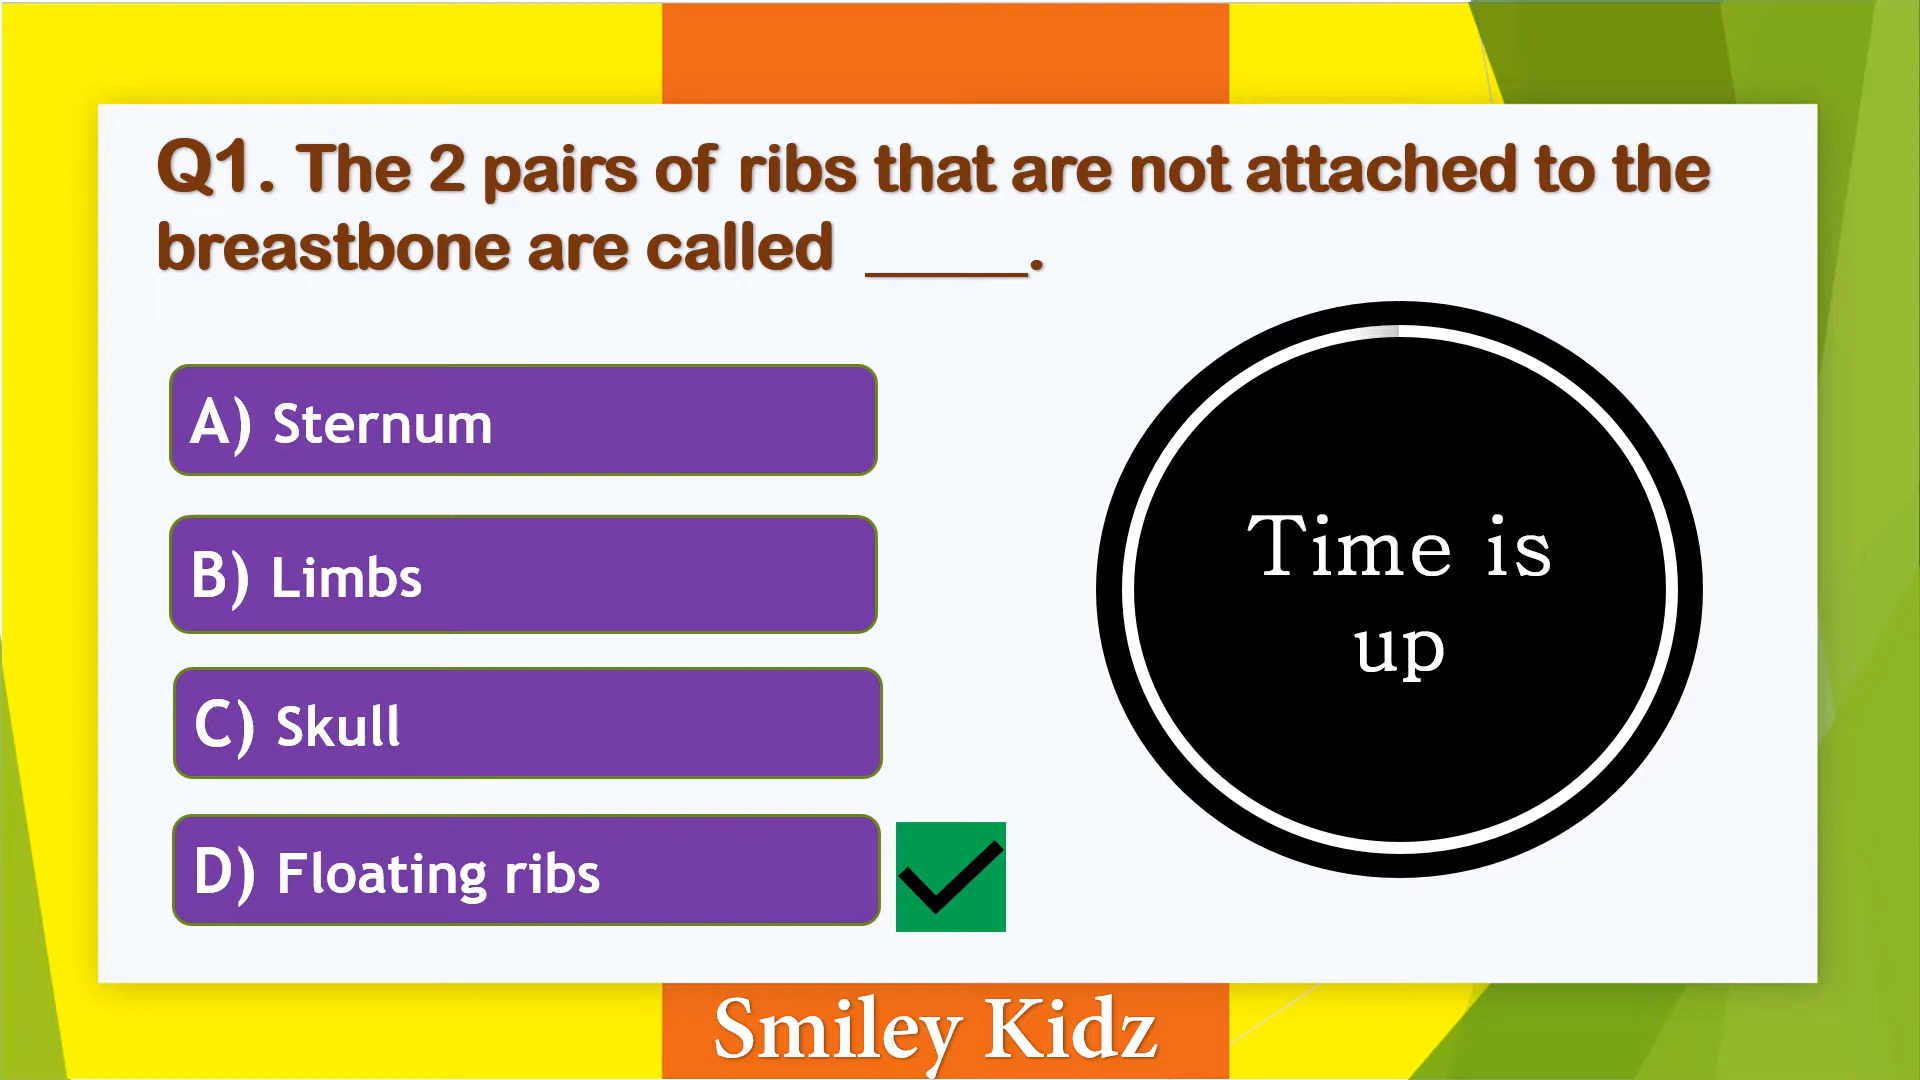 Q1. The 2 pairs of ribs that are not attached to the
breastbone are called _____.
A) Sternum
B) Limbs
C) Skull
D) Floating ribs
Time is
up
Smiley Kidz